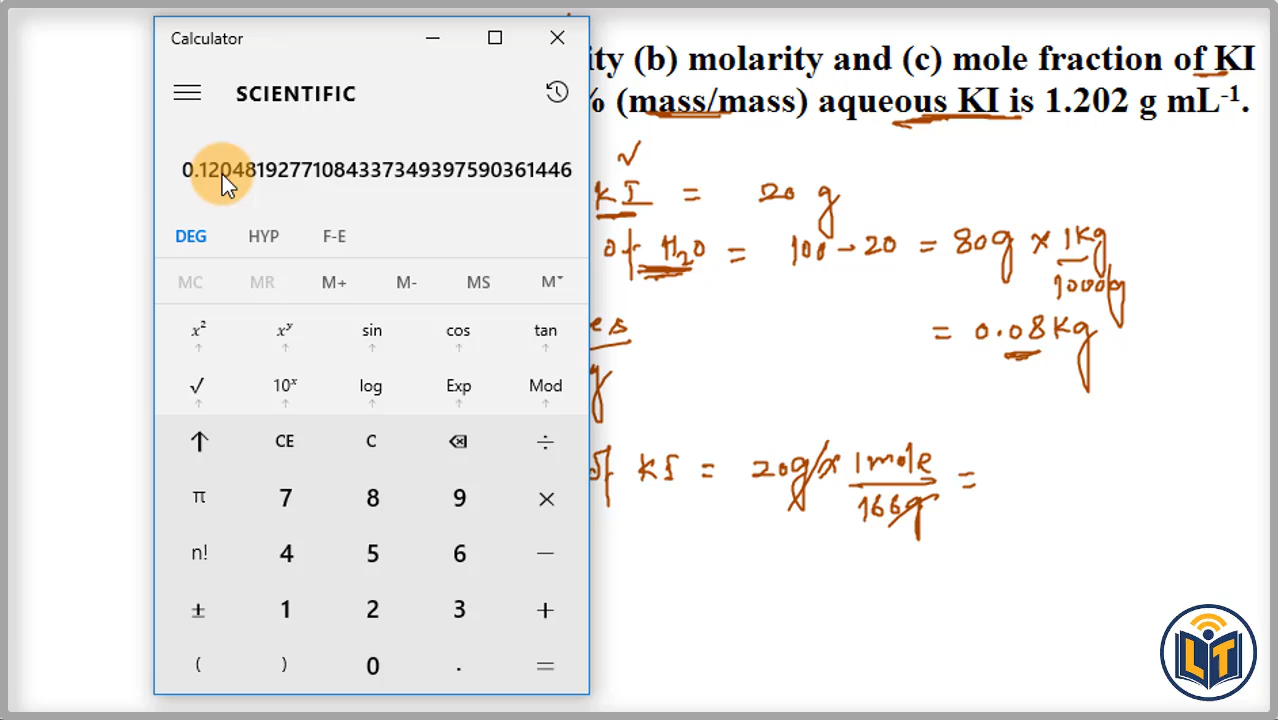 Calculator
SCIENTIFIC
0.12048192771084337349397590361446
DEG HYP F-E
MC MR M+ M- MS M˅
x² xʸ sin cos tan
√ 10ˣ log Exp Mod
↑ CE C ⌫ ÷
π 7 8 9 ×
n! 4 5 6 −
± 1 2 3 +
( ) 0 . =
ity (b) molarity and (c) mole fraction of KI
% (mass/mass) aqueous KI is 1.202 g mL⁻¹.
✓
KI = 20 g
of H₂O = 100 - 20 = 80g × 1Kg
1000g
es = 0.08Kg
g
of KI = 20g × 1mole =
166g
LT